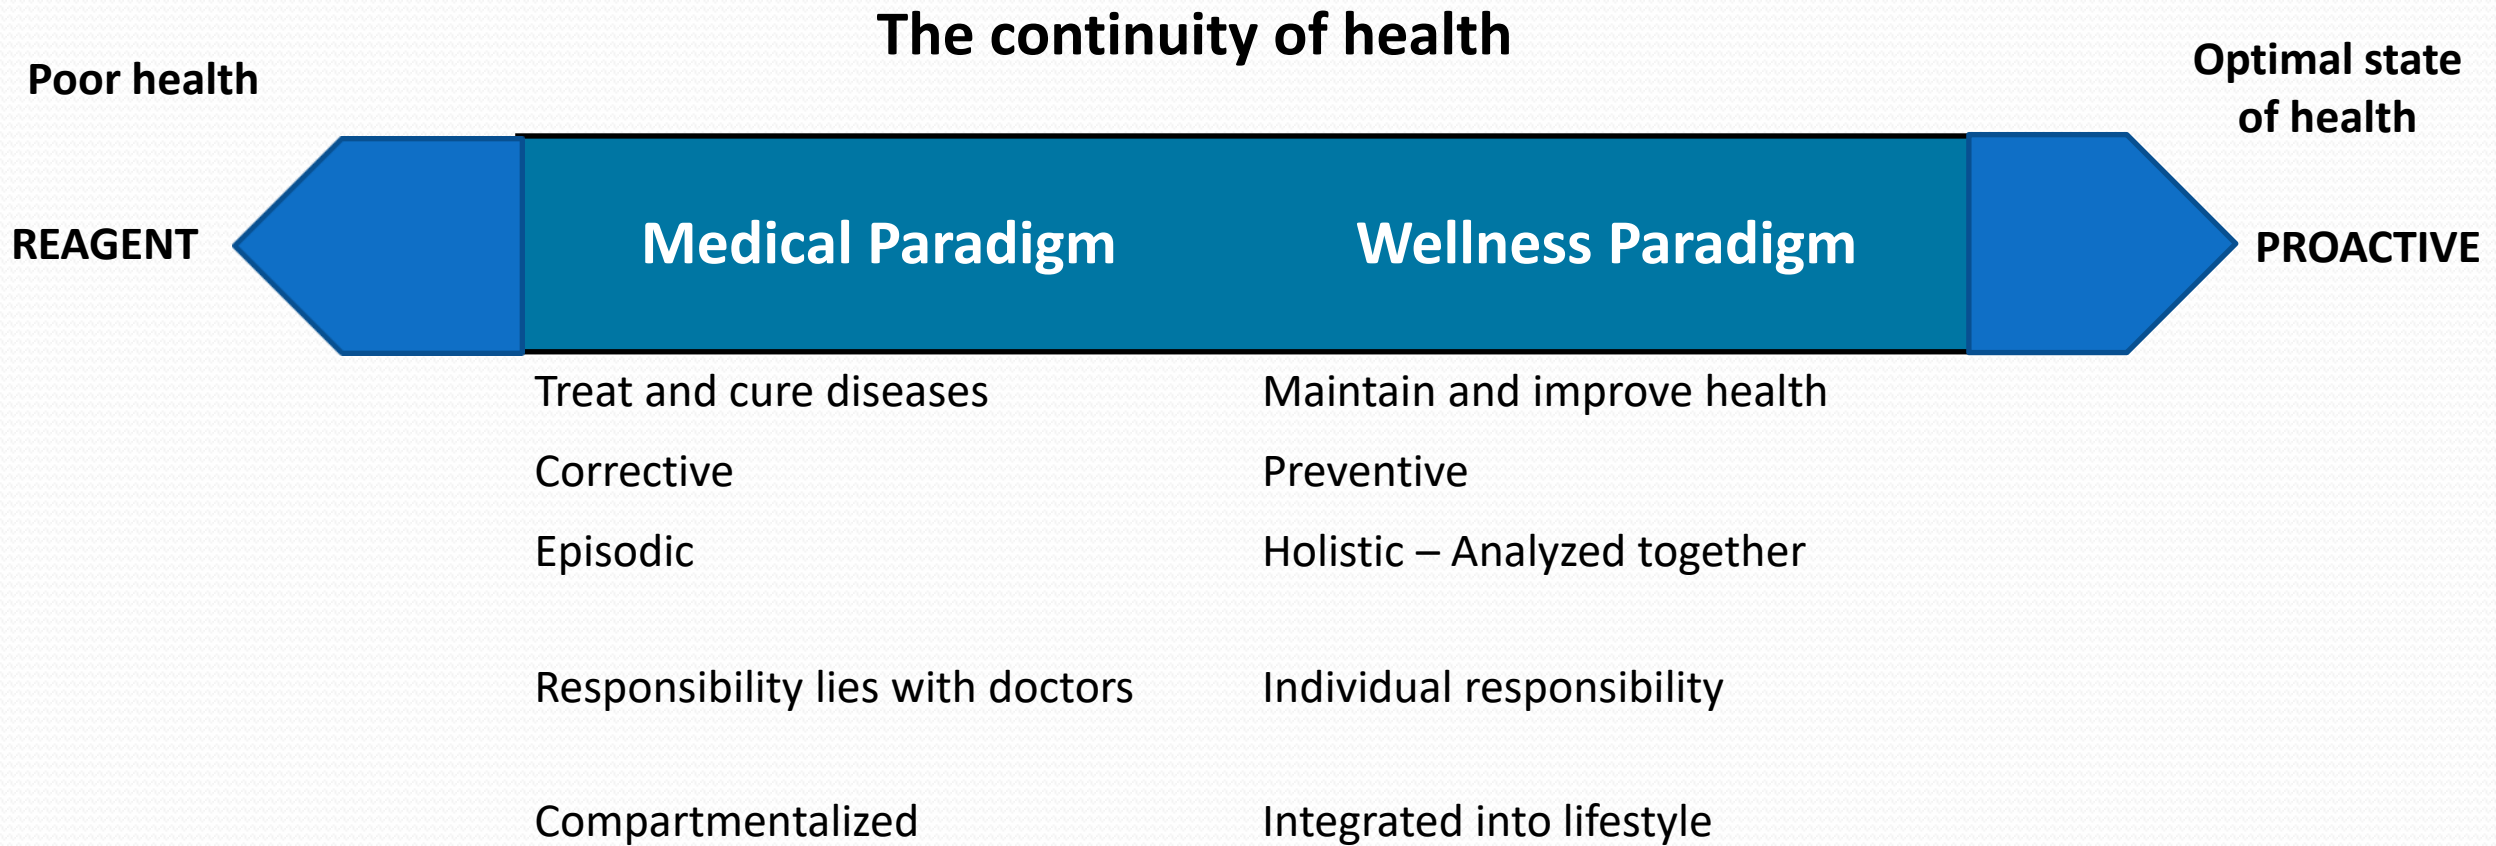 The continuity of health
Poor health
Optimal state
of health
REAGENT
Medical Paradigm
Wellness Paradigm
PROACTIVE
Treat and cure diseases
Maintain and improve health
Corrective
Preventive
Episodic
Holistic – Analyzed together
Responsibility lies with doctors
Individual responsibility
Compartmentalized
Integrated into lifestyle